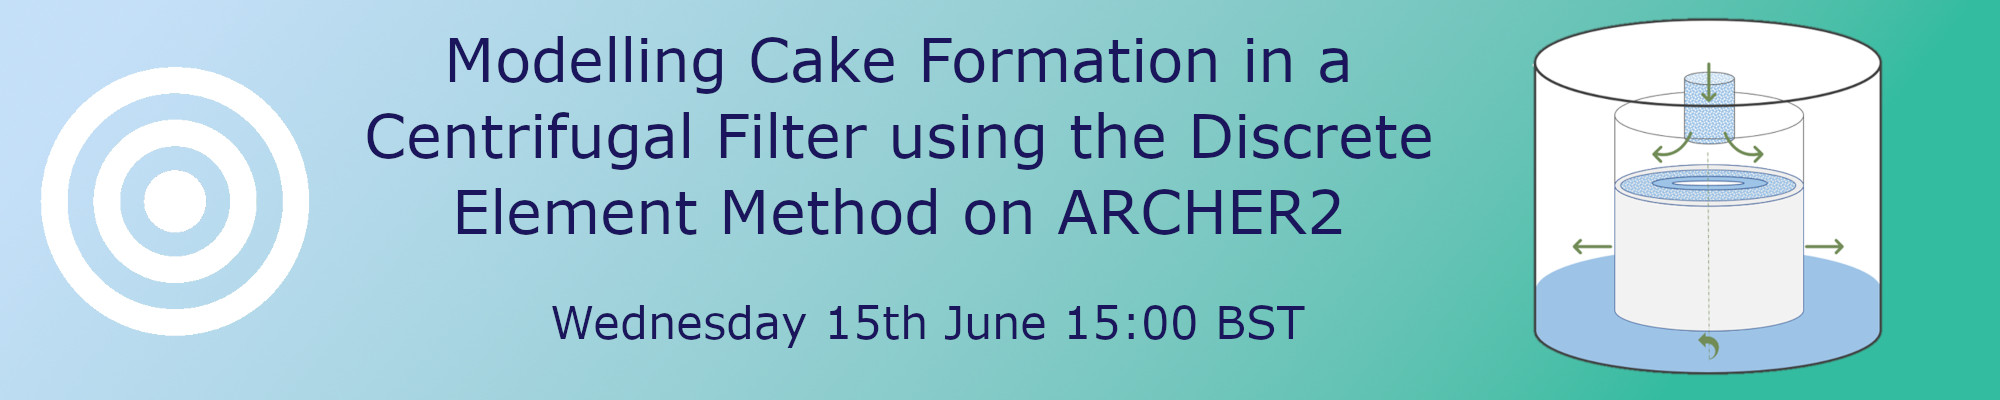 Modelling Cake Formation in a
Centrifugal Filter using the Discrete
Element Method on ARCHER2
Wednesday 15th June 15:00 BST